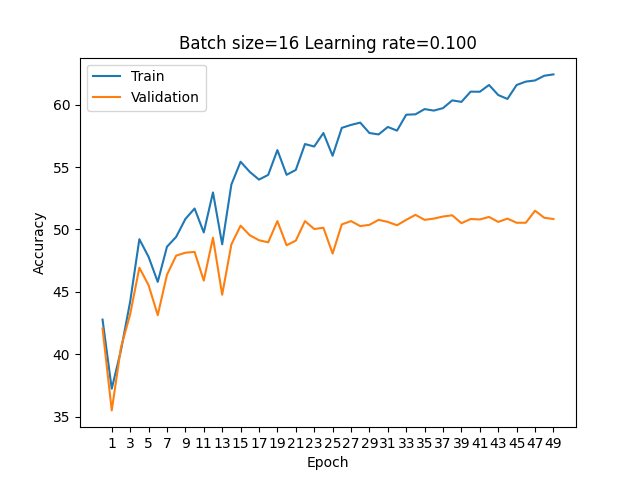 Batch size=16 Learning rate=0.100
Train
Validation
60
55
50
45
40
35
Accuracy
1 3 5 7 9 11 13 15 17 19 21 23 25 27 29 31 33 35 37 39 41 43 45 47 49
Epoch